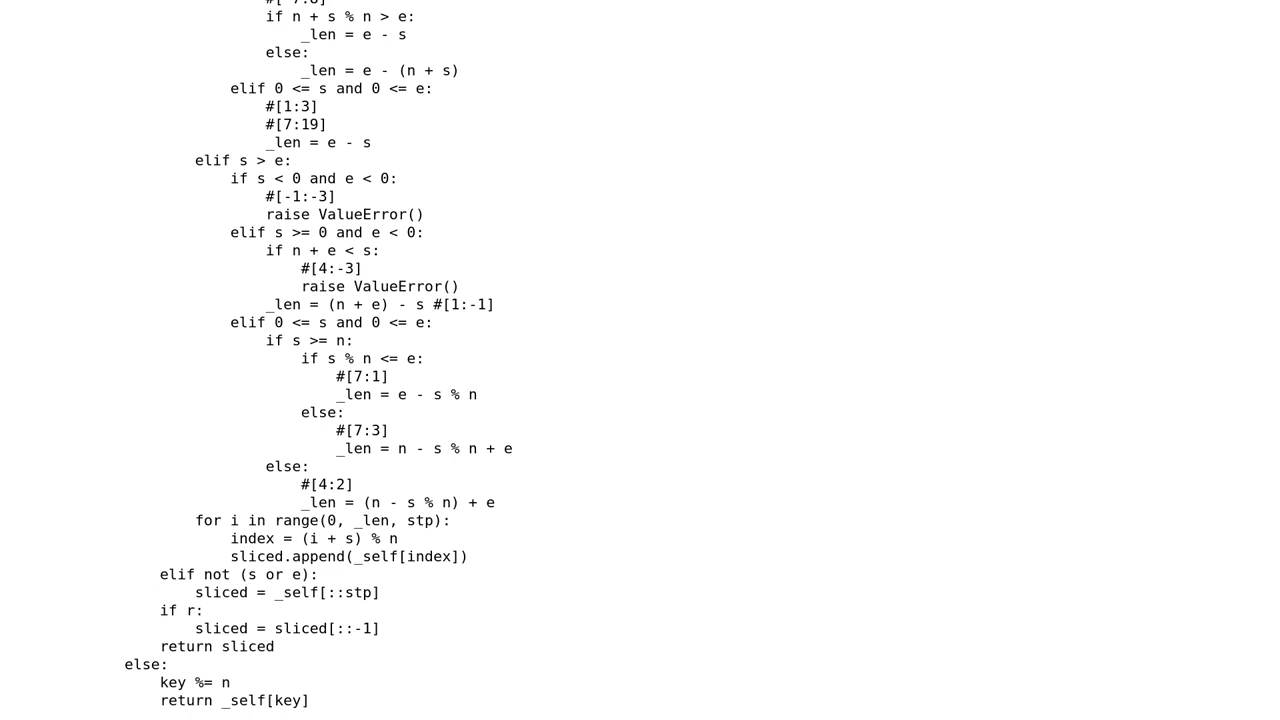 if n + s % n > e:
_len = e - s
else:
_len = e - (n + s)
elif 0 <= s and 0 <= e:
#[1:3]
#[7:19]
_len = e - s
elif s > e:
if s < 0 and e < 0:
#[-1:-3]
raise ValueError()
elif s >= 0 and e < 0:
if n + e < s:
#[4:-3]
raise ValueError()
_len = (n + e) - s #[1:-1]
elif 0 <= s and 0 <= e:
if s >= n:
if s % n <= e:
#[7:1]
_len = e - s % n
else:
#[7:3]
_len = n - s % n + e
else:
#[4:2]
_len = (n - s % n) + e
for i in range(0, _len, stp):
index = (i + s) % n
sliced.append(_self[index])
elif not (s or e):
sliced = _self[::stp]
if r:
sliced = sliced[::-1]
return sliced
else:
key %= n
return _self[key]